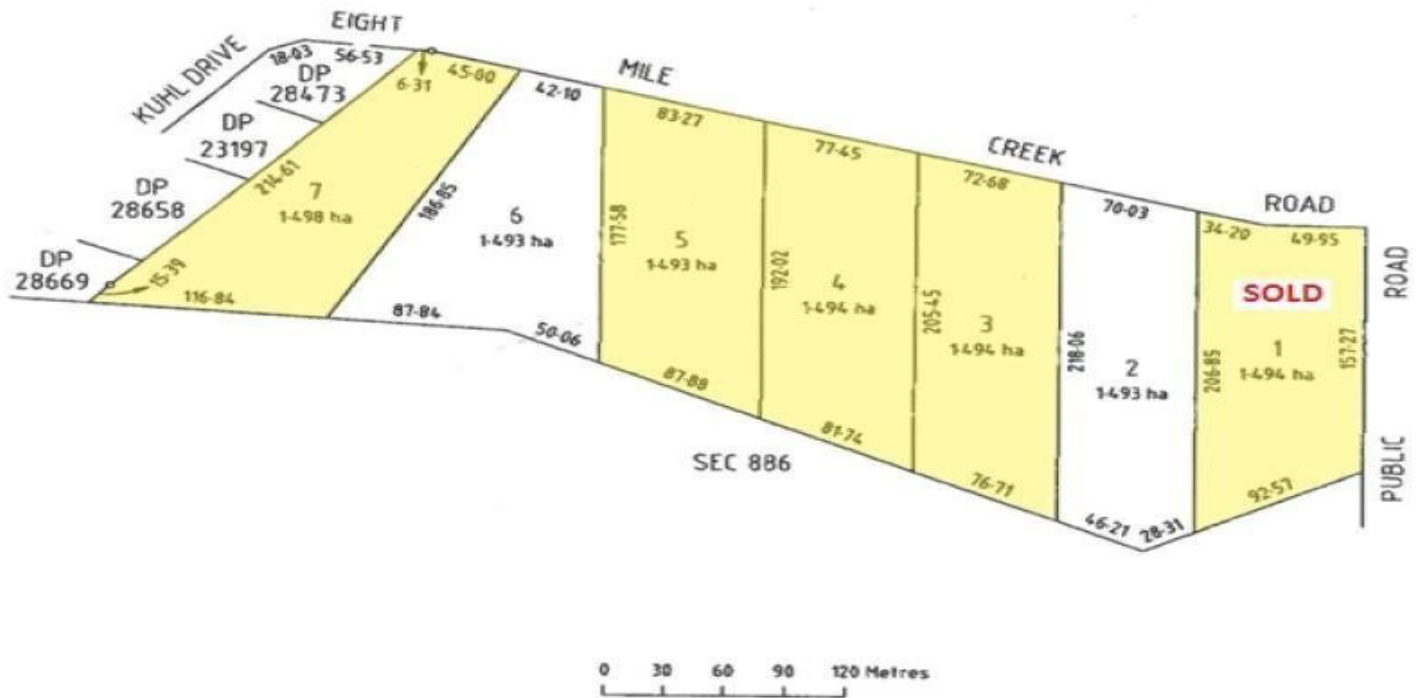 EIGHT
MILE
CREEK
ROAD
KUHL DRIVE
18·03
56·53
6·31
45·00
42·10
83·27
77·45
72·68
70·03
34·20
49·95
DP
28473
DP
23197
DP
28658
DP
28669
214·61
15·39
116·84
7
1·498 ha
186·85
6
1·493 ha
87·84
50·06
177·58
5
1·493 ha
87·88
192·02
4
1·494 ha
81·74
205·45
3
1·494 ha
76·71
218·06
2
1·493 ha
46·21
28·31
206·85
SOLD
1
1·494 ha
157·27
92·57
PUBLIC ROAD
SEC 886
0 30 60 90 120 Metres